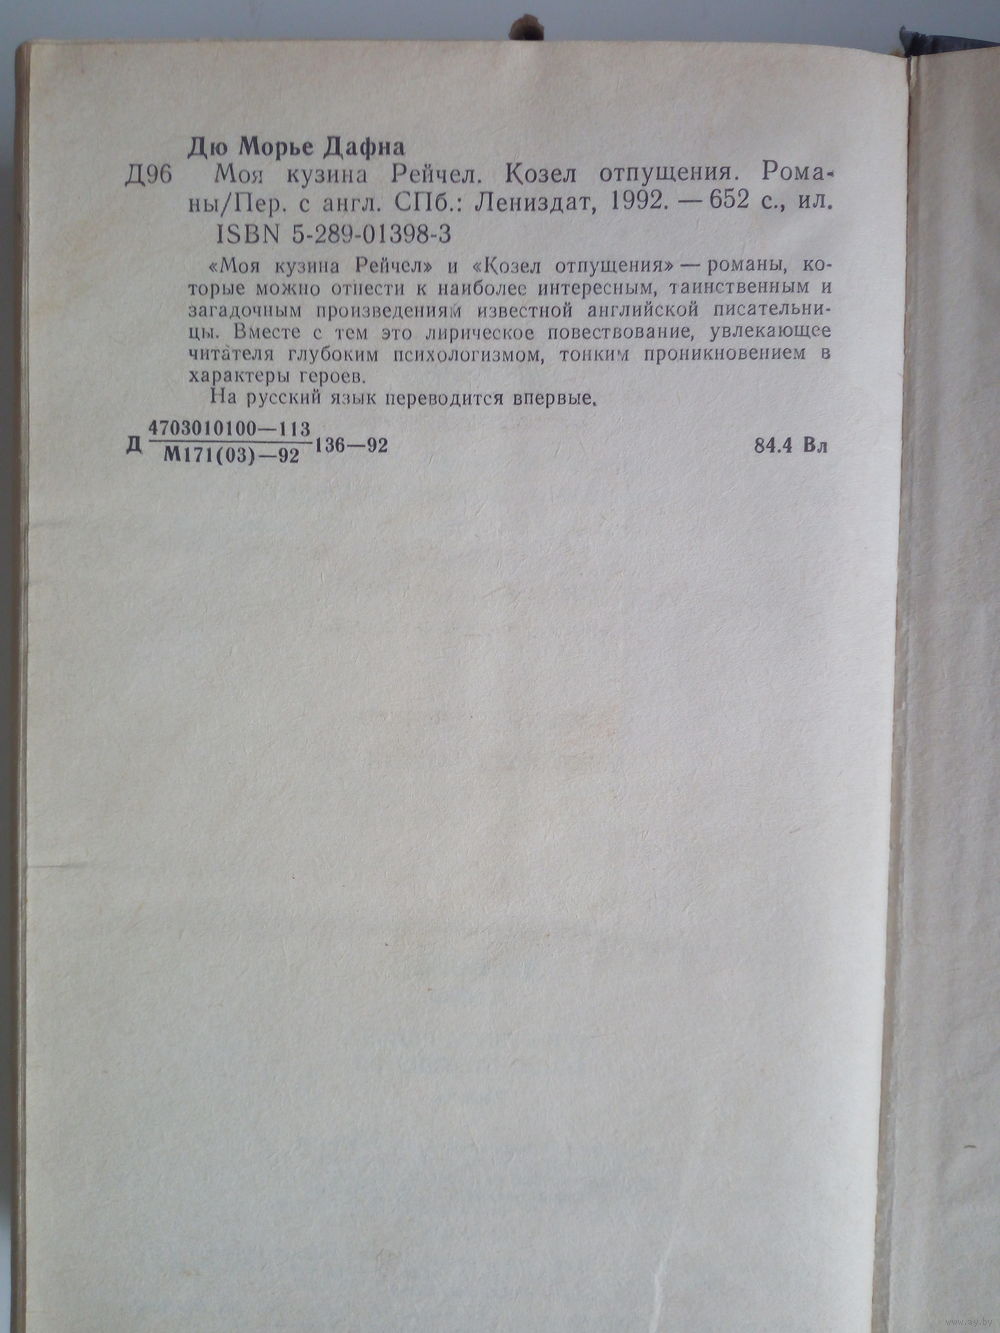 Дю Морье Дафна
Д96 Моя кузина Рейчел. Козел отпущения. Рома-
ны/Пер. с англ. СПб.: Лениздат, 1992. — 652 с., ил.
ISBN 5-289-01398-3
«Моя кузина Рейчел» и «Козел отпущения» — романы, ко-
торые можно отнести к наиболее интересным, таинственным и
загадочным произведениям известной английской писательни-
цы. Вместе с тем это лирическое повествование, увлекающее
читателя глубоким психологизмом, тонким проникновением в
характеры героев.
На русский язык переводится впервые.
4703010100—113
Д 136—92 84.4 Вл
М171(03)—92
www.ay.by